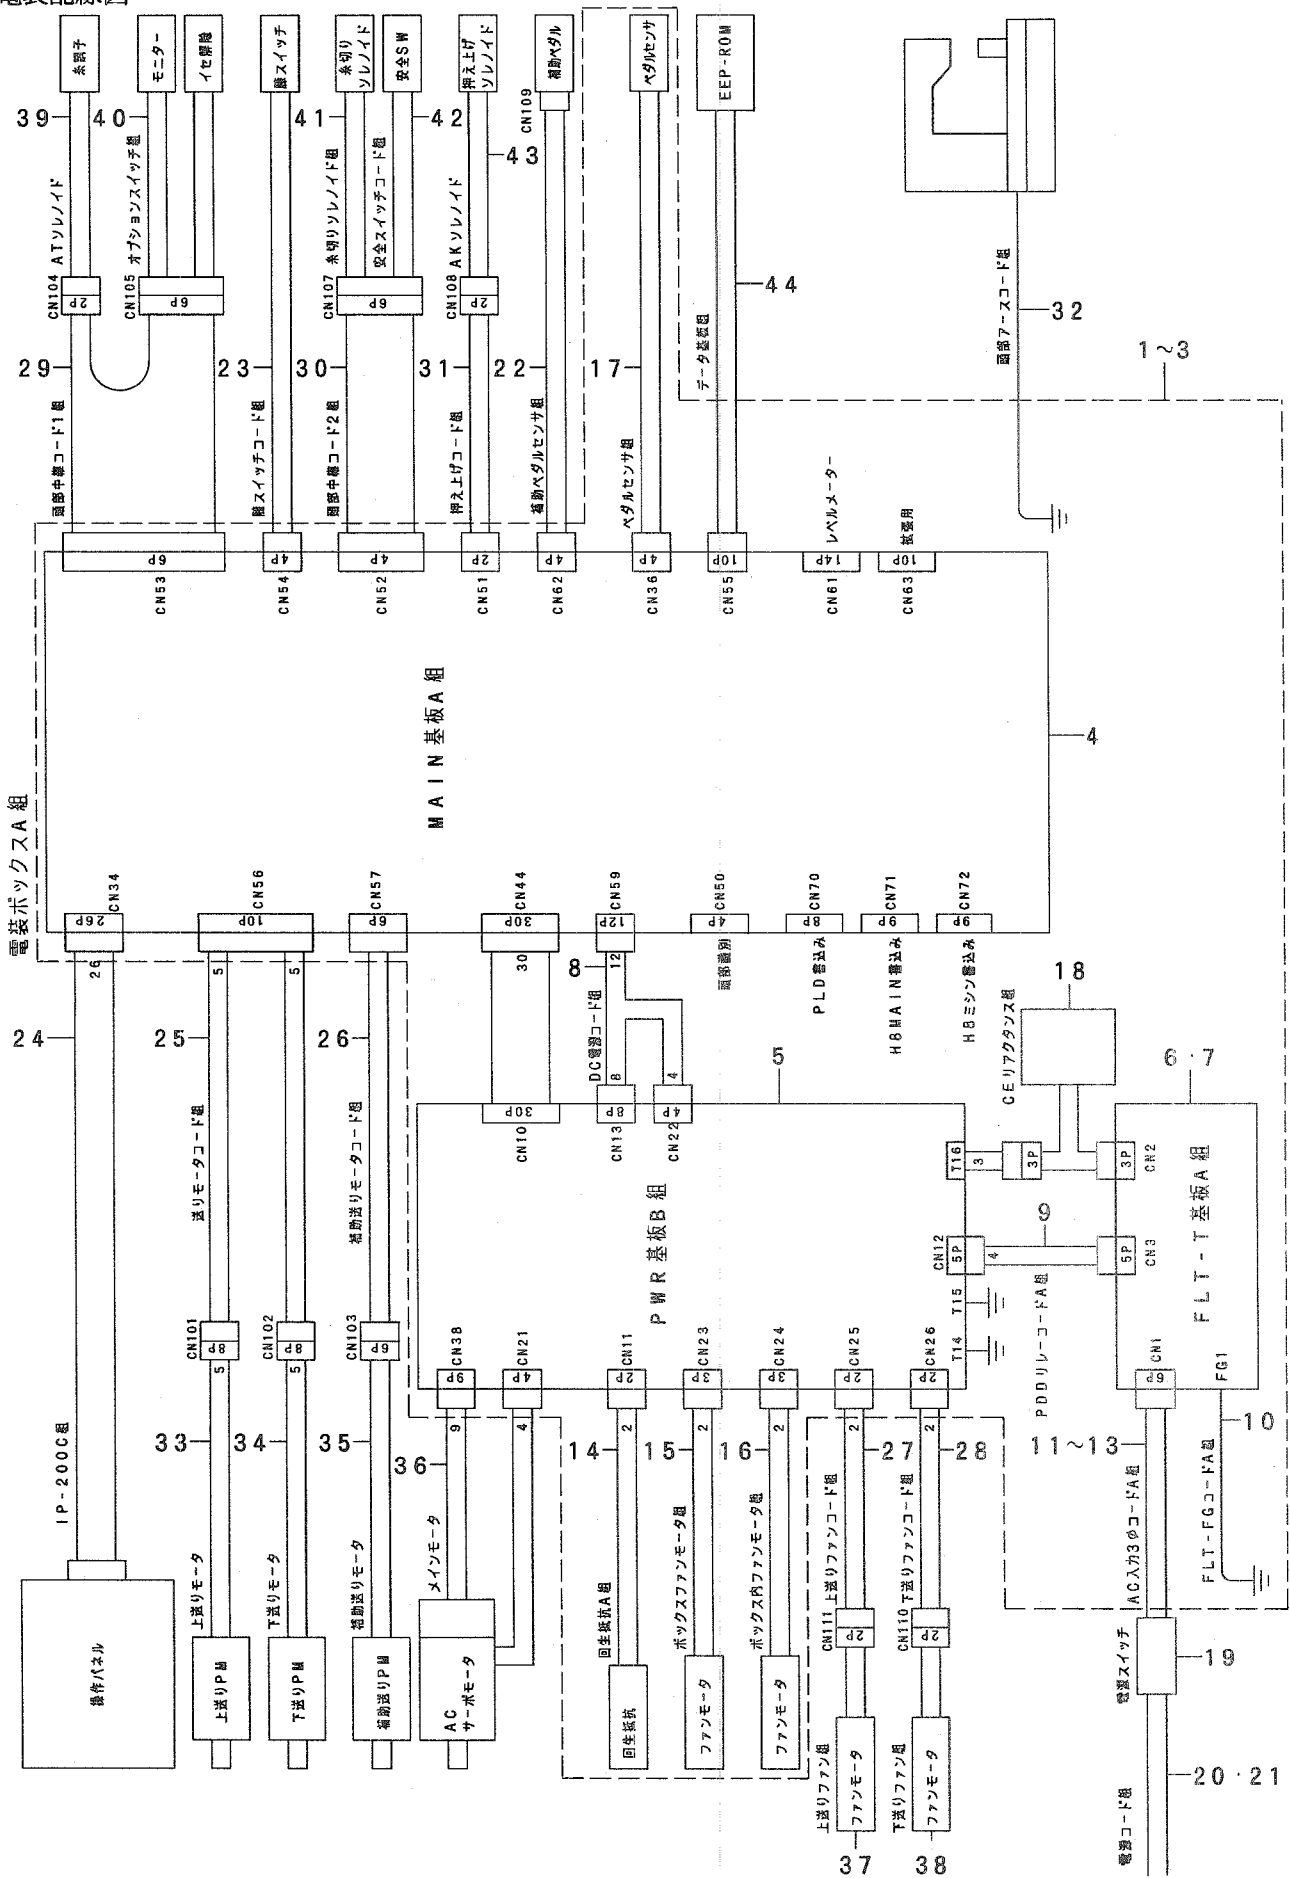 電装配線図
糸調子
モニター
イセ解除
膝スイッチ
糸切り
ソレノイド
安全SW
押え上げ
ソレノイド
補助ペダル
ペダルセンサ
EEP-ROM
39
40
41
42
43
CN109
ATソレノイド
オプションスイッチ組
糸切りソレノイド組
安全スイッチコード組
AKソレノイド
CN104
2P
CN105
6P
CN107
6P
CN108
2P
44
32
頭部アースコード組
1~3
29
23
30
31
22
17
データ基板組
頭部中継コード1組
膝スイッチコード組
頭部中継コード2組
押え上げコード組
補助ペダルセンサ組
ペダルセンサ組
レベルメーター
拡張用
6P
4P
4P
2P
4P
4P
10P
14P
10P
CN53
CN54
CN52
CN51
CN62
CN36
CN55
CN61
CN63
MAIN基板A組
4
電装ボックスA組
CN34
CN56
CN57
CN44
CN59
CN50
CN70
CN71
CN72
26P
10P
6P
30P
12P
4P
8P
9P
9P
26
5
5
30
12
頭部識別
PLD書込み
HBMAIN書込み
HBミシン書込み
8
18
24
25
26
DC電源コード組
8
4
5
CEリアクタンス組
6・7
30P
CN10
8P
CN13
4P
CN22
送りモータコード組
補助送りモータコード組
T16
3
3P
3P
CN2
PWR基板B組
FLT-T基板A組
9
CN12
5P
4
5P
CN3
PDDリレーコードA組
T15
T14
CN101
8P
5
CN102
8P
5
CN103
6P
CN38
9P
9
CN21
4P
4
CN11
2P
2
CN23
3P
2
CN24
3P
2
CN25
2P
2
CN26
2P
2
CN1
6P
FG1
10
33
34
35
36
14
15
16
27
28
11~13
IP-200C組
上送りモータ
下送りモータ
補助送りモータ
メインモータ
回生抵抗A組
ボックスファンモータ組
ボックス内ファンモータ組
CN111
2P
上送りファンコード組
CN110
2P
下送りファンコード組
AC入力3φコードA組
FLT-FGコードA組
操作パネル
上送りPM
下送りPM
補助送りPM
AC
サーボモータ
回生抵抗
ファンモータ
ファンモータ
上送りファン組
ファンモータ
下送りファン組
ファンモータ
電源スイッチ
19
20・21
電源コード組
37
38